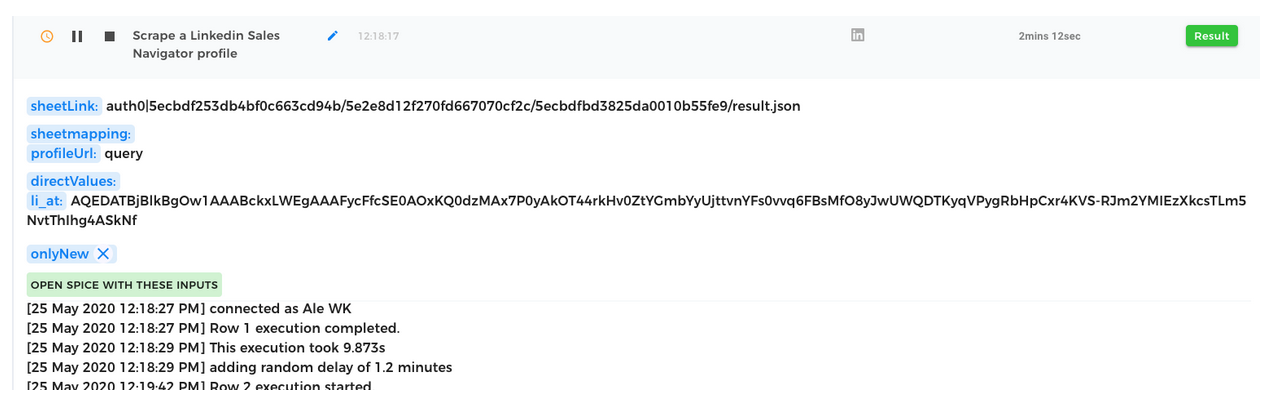 Scrape a Linkedin Sales
Navigator profile
12:18:17
in
2mins 12sec
Result
sheetLink: auth0|5ecbdf253db4bf0c663cd94b/5e2e8d12f270fd667070cf2c/5ecbdfbd3825da0010b55fe9/result.json
sheetmapping:
profileUrl: query
directValues:
li_at: AQEDATBjBlkBgOw1AAABckxLWEgAAAFycFfcSE0AOxKQ0dzMAx7P0yAkOT44rkHv0ZtYGmbYyUjttvnYFs0vvq6FBsMfO8yJwUWQDTKyqVPygRbHpCxr4KVS-RJm2YMIEzXkcsTLm5
NvtThIhg4ASkNf
onlyNew
OPEN SPICE WITH THESE INPUTS
[25 May 2020 12:18:27 PM] connected as Ale WK
[25 May 2020 12:18:27 PM] Row 1 execution completed.
[25 May 2020 12:18:29 PM] This execution took 9.873s
[25 May 2020 12:18:29 PM] adding random delay of 1.2 minutes
[25 May 2020 12:19:42 PM] Row 2 execution started